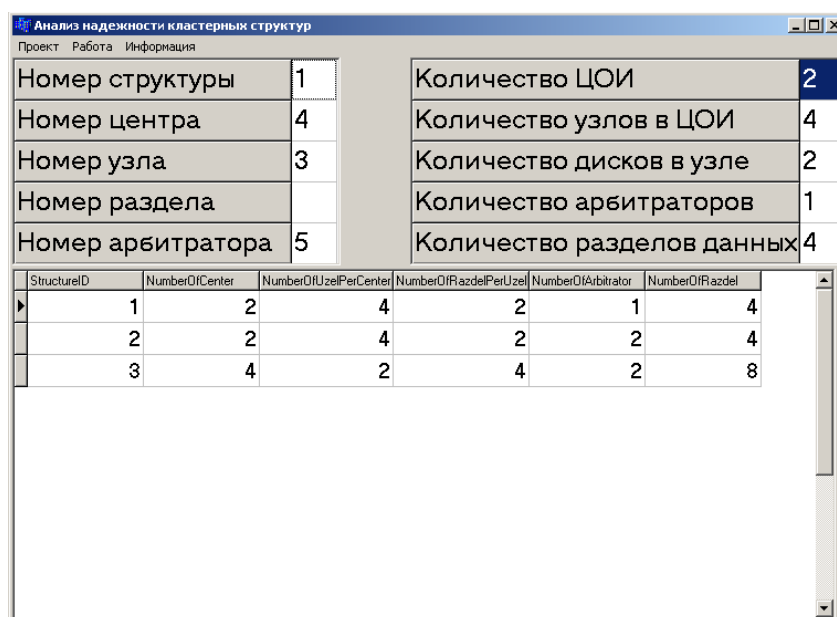 Анализ надежности кластерных структур
Проект Работа Информация
Номер структуры 1 Количество ЦОИ 2
Номер центра 4 Количество узлов в ЦОИ 4
Номер узла 3 Количество дисков в узле 2
Номер раздела Количество арбитраторов 1
Номер арбитратора 5 Количество разделов данных 4
StructureID NumberOfCenter NumberOfUzelPerCenter NumberOfRazdelPerUzel NumberOfArbitrator NumberOfRazdel
1 2 4 2 1 4
2 2 4 2 2 4
3 4 2 4 2 8